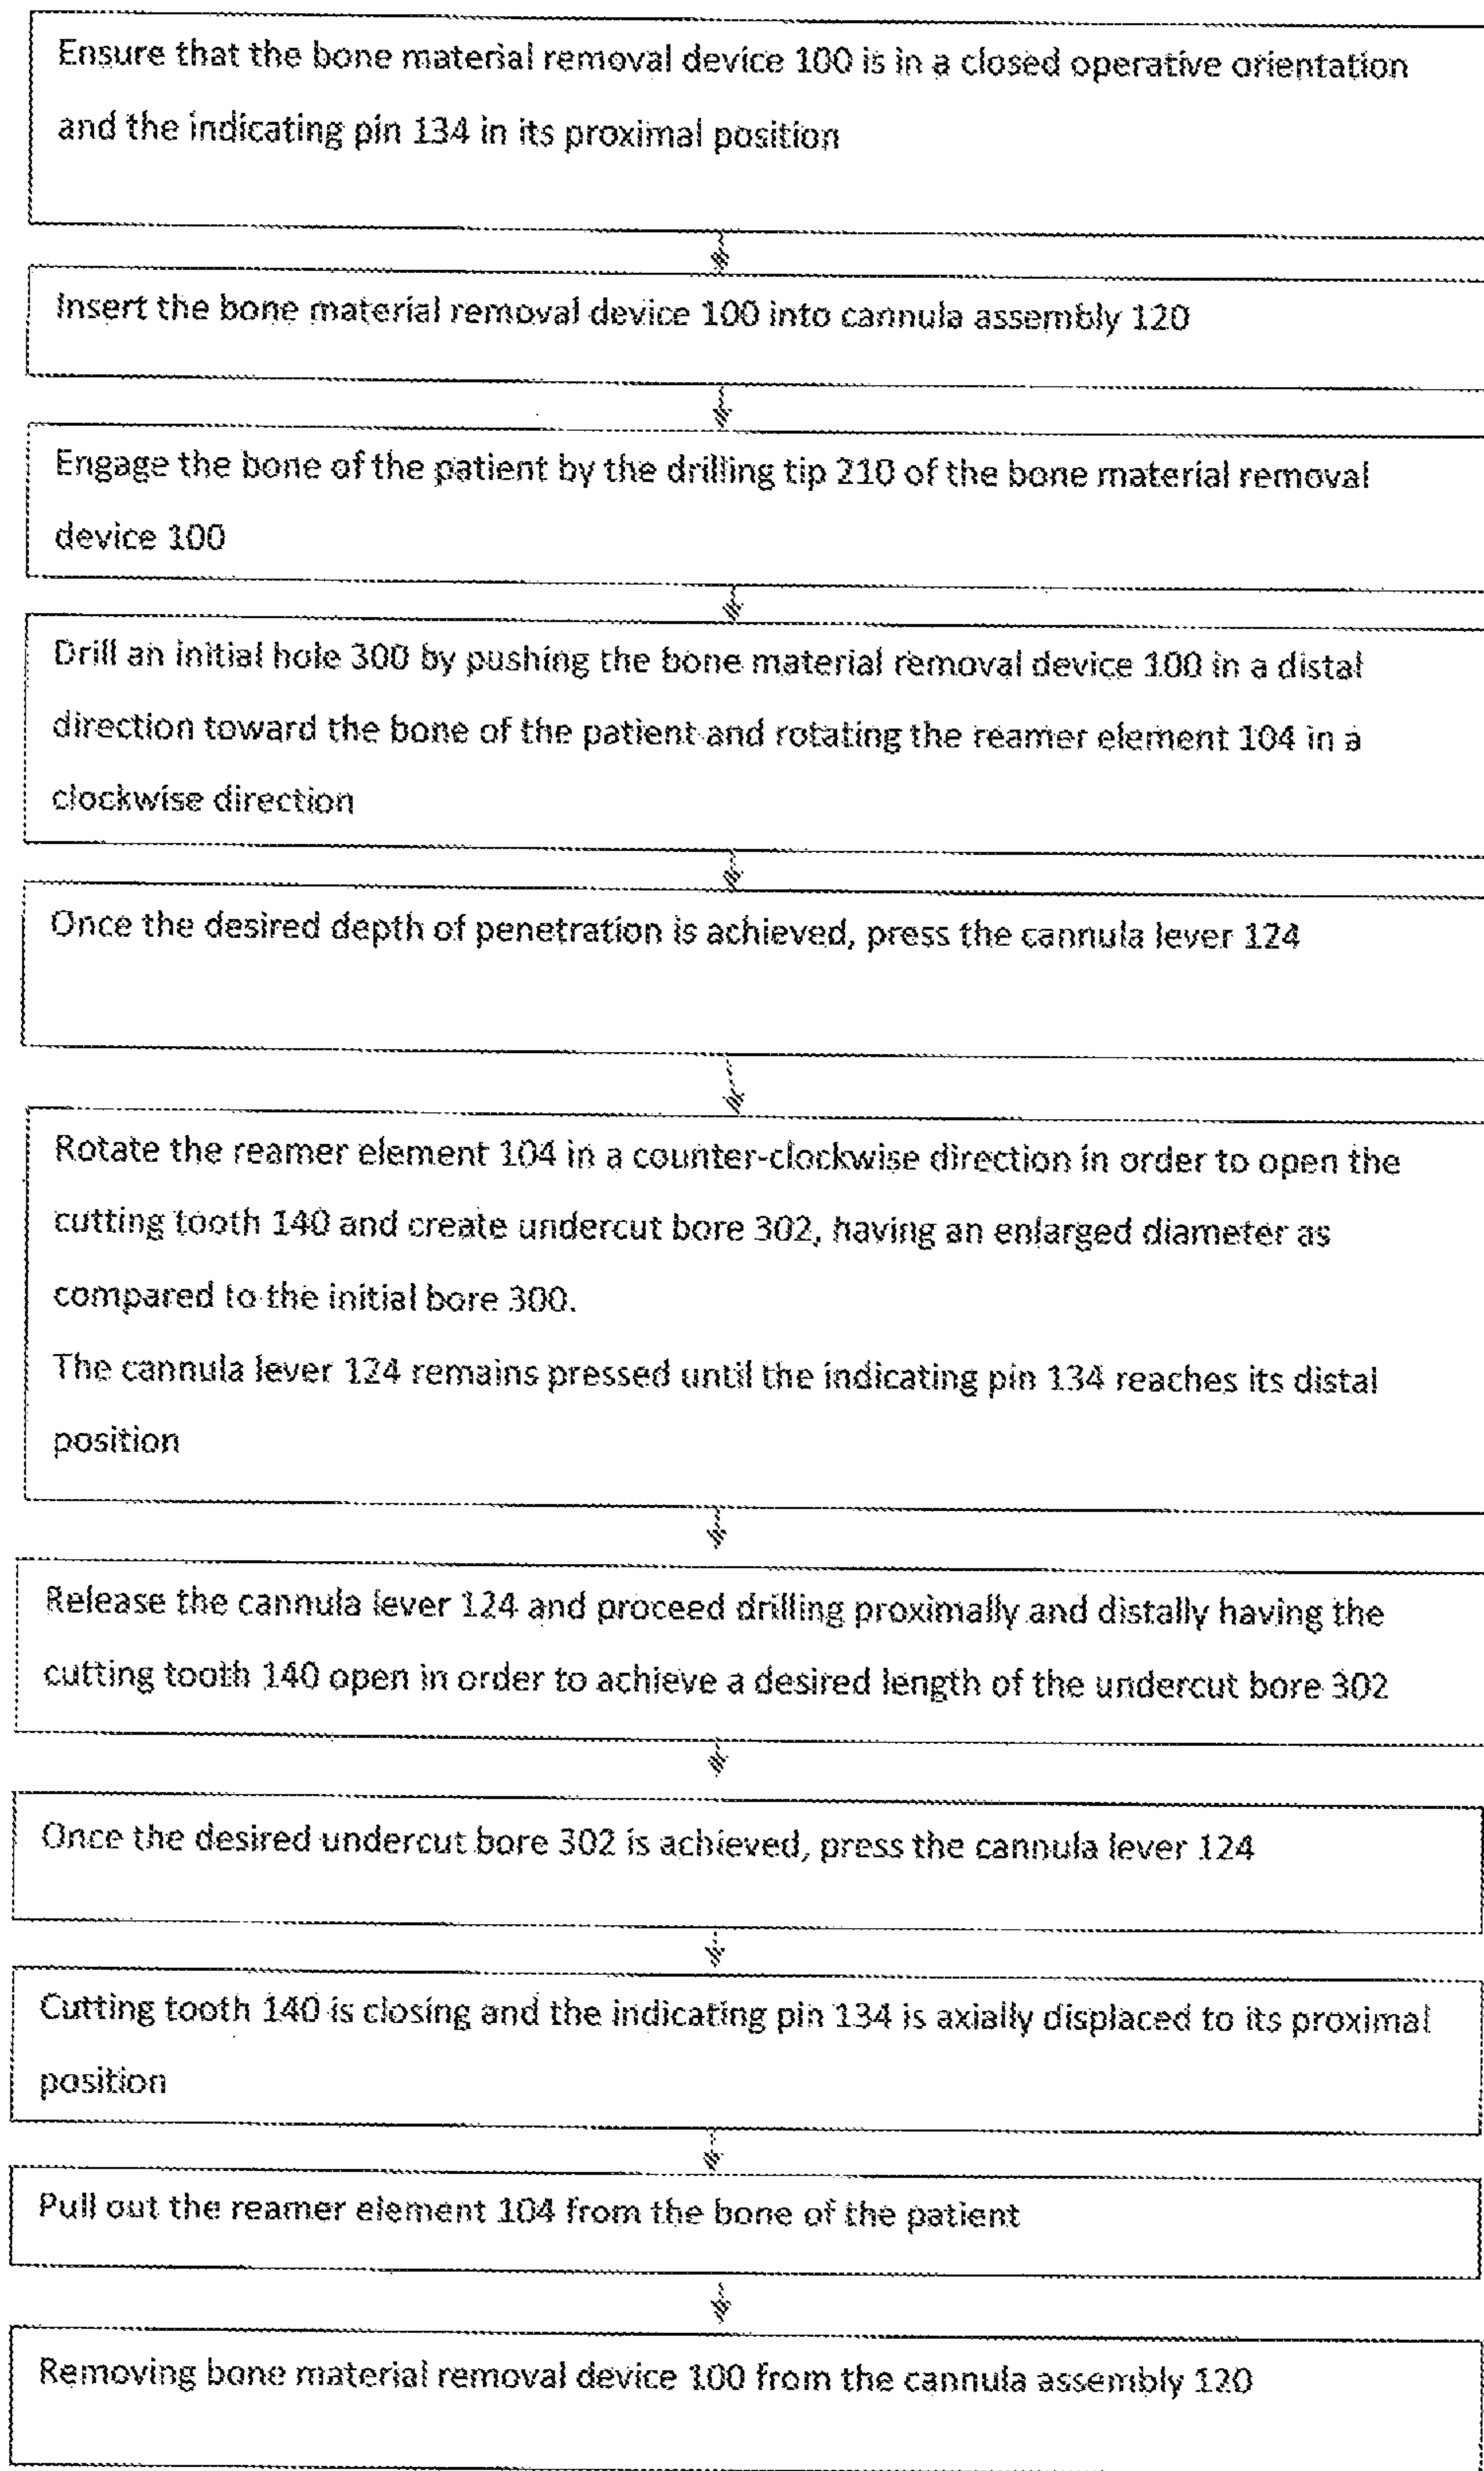 Ensure that the bone material removal device 100 is in a closed operative orientation
and the indicating pin 134 in its proximal position
Insert the bone material removal device 100 into cannula assembly 120
Engage the bone of the patient by the drilling tip 210 of the bone material removal
device 100
Drill an initial hole 300 by pushing the bone material removal device 100 in a distal
direction toward the bone of the patient and rotating the reamer element 104 in a
clockwise direction
Once the desired depth of penetration is achieved, press the cannula lever 124
Rotate the reamer element 104 in a counter-clockwise direction in order to open the
cutting tooth 140 and create undercut bore 302, having an enlarged diameter as
compared to the initial bore 300.
The cannula lever 124 remains pressed until the indicating pin 134 reaches its distal
position
Release the cannula lever 124 and proceed drilling proximally and distally having the
cutting tooth 140 open in order to achieve a desired length of the undercut bore 302
Once the desired undercut bore 302 is achieved, press the cannula lever 124
Cutting tooth 140 is closing and the indicating pin 134 is axially displaced to its proximal
position
Pull out the reamer element 104 from the bone of the patient
Removing bone material removal device 100 from the cannula assembly 120